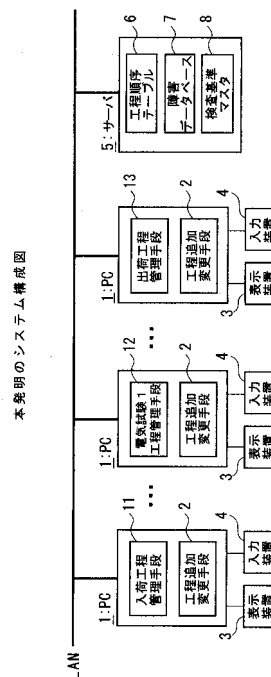 本発明のシステム構成図
AN
1:PC
11
入荷工程
管理手段
2
工程追加
変更手段
3
表示
装置
4
入力
装置
•••
1:PC
12
電気試験1
工程管理手段
2
工程追加
変更手段
3
表示
装置
4
入力
装置
•••
1:PC
13
出荷工程
管理手段
2
工程追加
変更手段
3
表示
装置
4
入力
装置
5:サーバ
6
工程順序
テーブル
7
障害
データベース
8
検査基準
マスタ